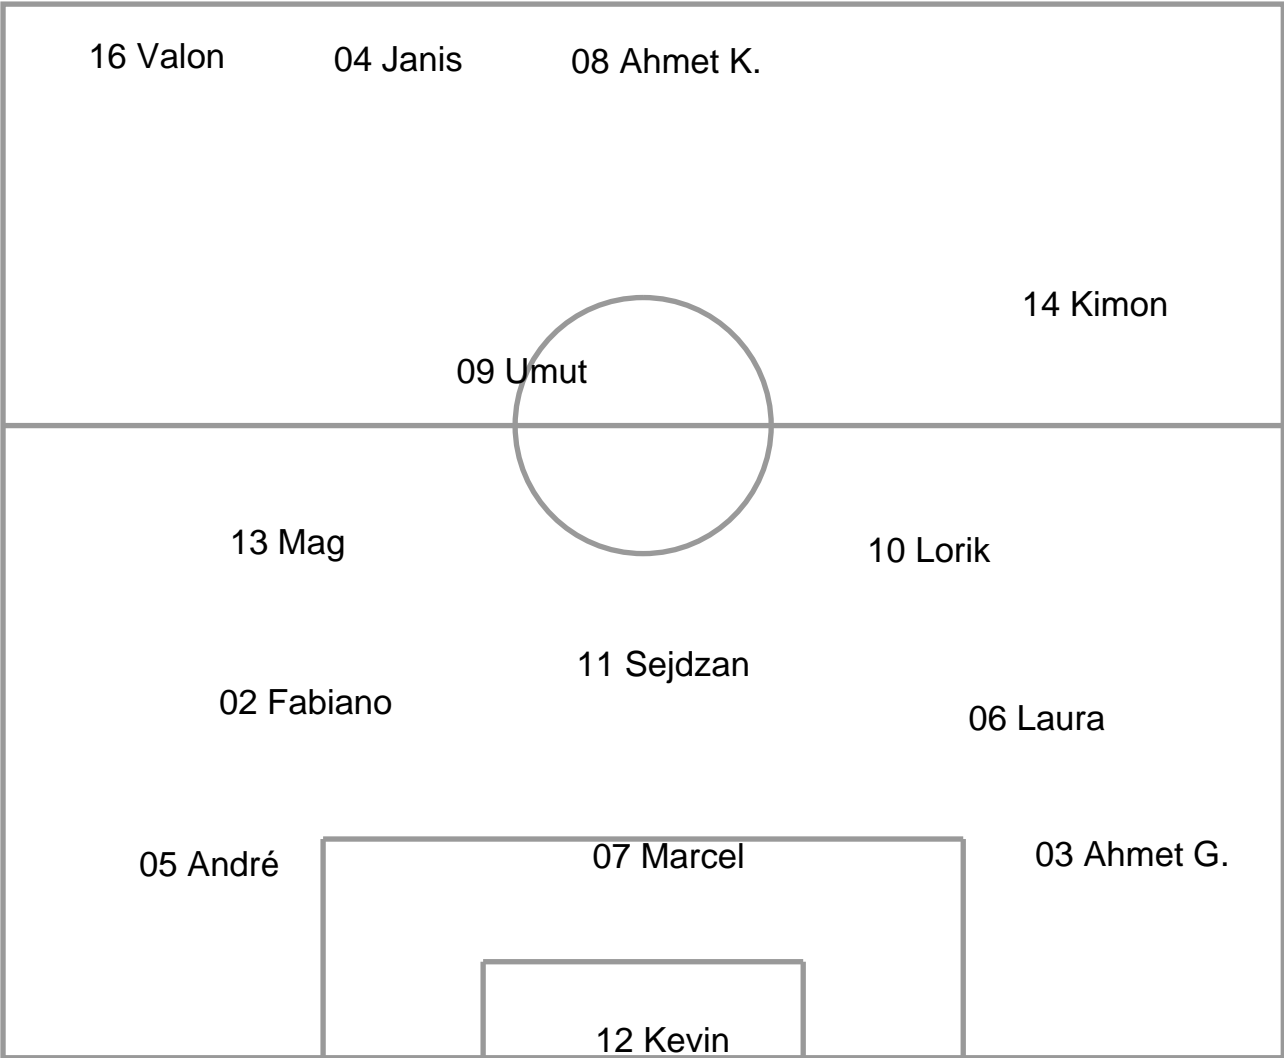 16 Valon
04 Janis
08 Ahmet K.
14 Kimon
09 Umut
13 Mag
10 Lorik
11 Sejdzan
02 Fabiano
06 Laura
05 André
07 Marcel
03 Ahmet G.
12 Kevin